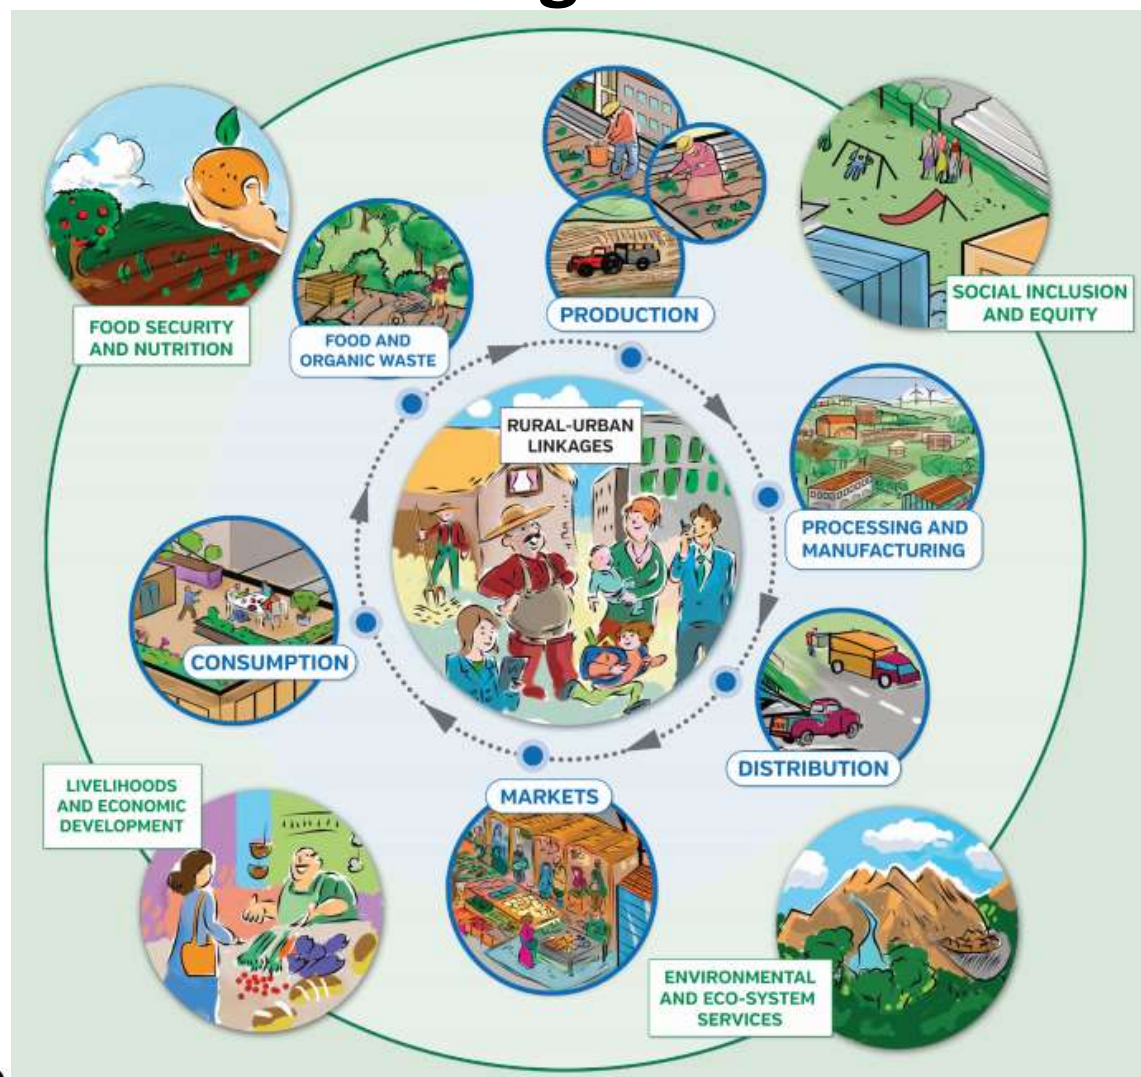 g
FOOD SECURITY
AND NUTRITION
FOOD AND
ORGANIC WASTE
PRODUCTION
SOCIAL INCLUSION
AND EQUITY
RURAL-URBAN
LINKAGES
PROCESSING AND
MANUFACTURING
CONSUMPTION
DISTRIBUTION
LIVELIHOODS
AND ECONOMIC
DEVELOPMENT
MARKETS
ENVIRONMENTAL
AND ECO-SYSTEM
SERVICES